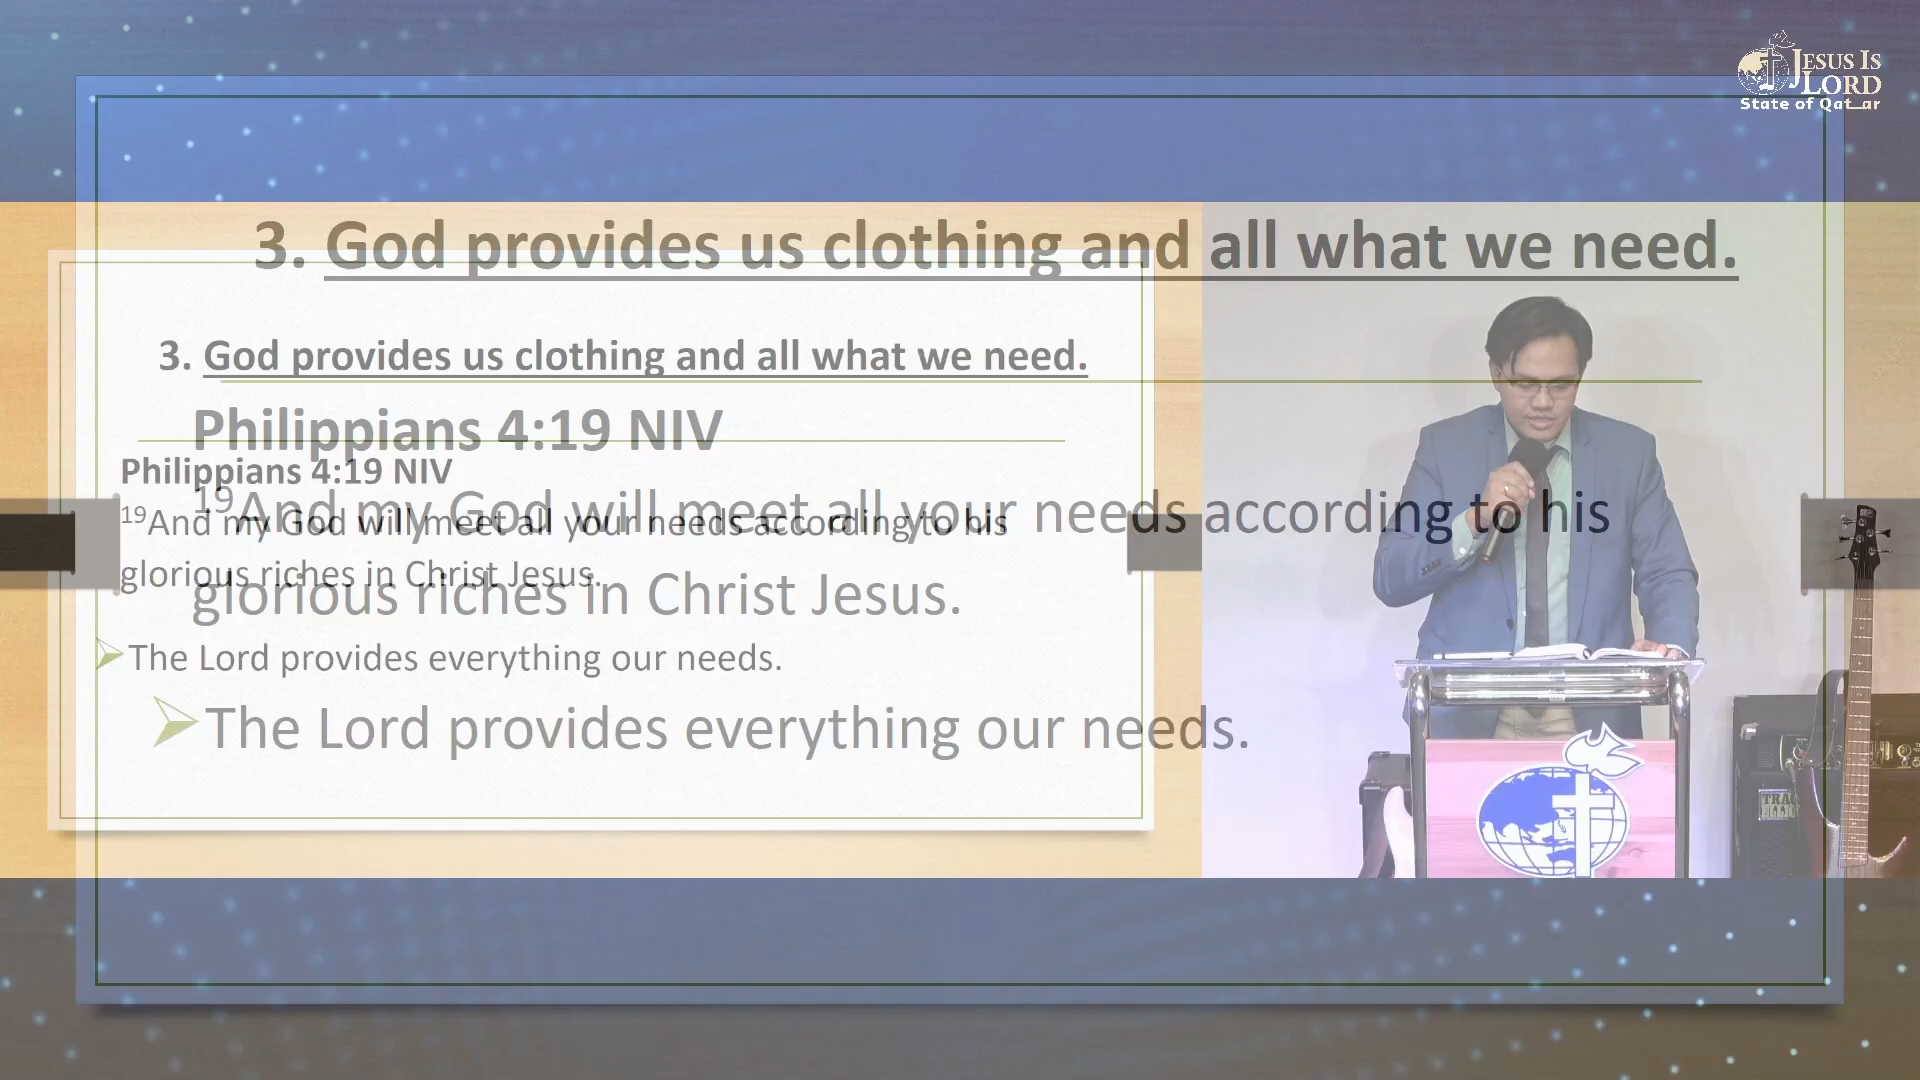 JESUS IS
LORD
State of Qatar
3. God provides us clothing and all what we need.
Philippians 4:19 NIV
19And my God will meet all your needs according to his
glorious riches in Christ Jesus.
The Lord provides everything our needs.
3. God provides us clothing and all what we need.
Philippians 4:19 NIV
19And my God will meet all your needs according to his
glorious riches in Christ Jesus.
The Lord provides everything our needs.
TRA